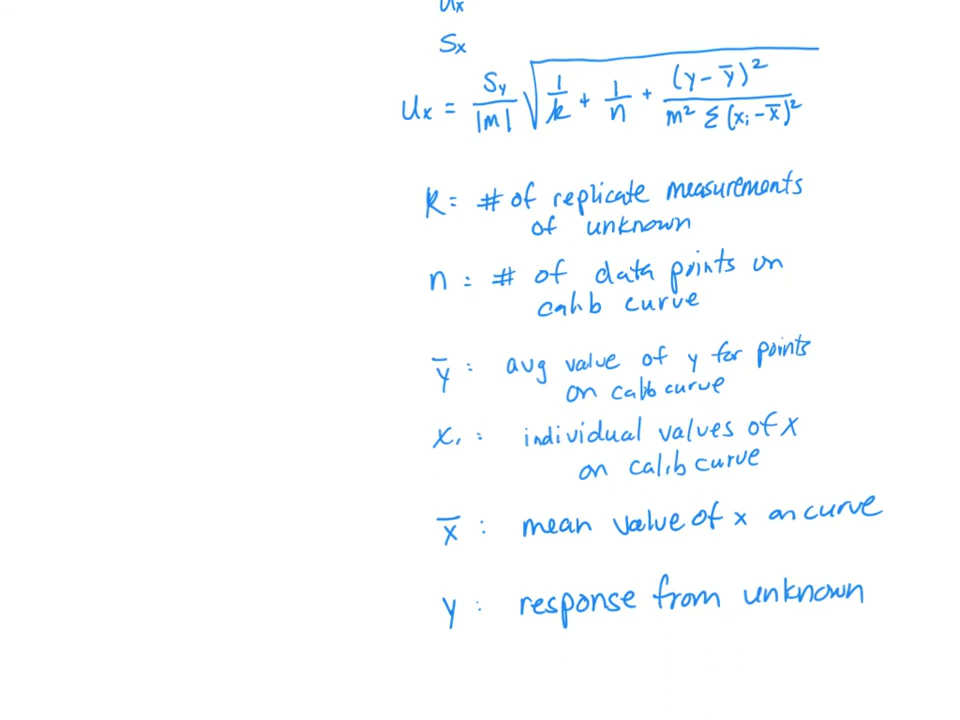 Ux
Sx
Ux = Sy/|m| √(1/k + 1/n + (y-ȳ)²/(m² Σ(xi-x̄)²))
k = # of replicate measurements
of unknown
n = # of data points on
calib curve
ȳ : avg value of y for points
on calib curve
xi : individual values of x
on calib curve
x̄ : mean value of x on curve
y : response from unknown